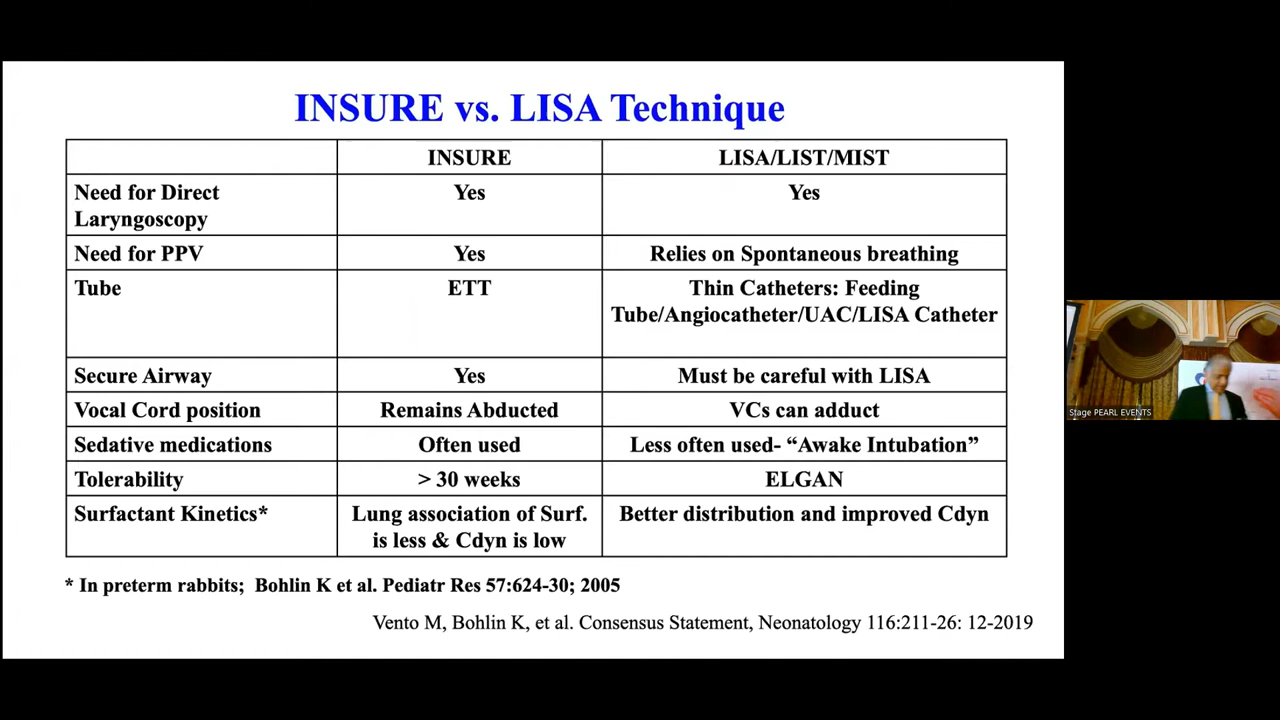 INSURE vs. LISA Technique
INSURE
LISA/LIST/MIST
Need for Direct
Laryngoscopy
Yes
Yes
Need for PPV
Yes
Relies on Spontaneous breathing
Tube
ETT
Thin Catheters: Feeding
Tube/Angiocatheter/UAC/LISA Catheter
Secure Airway
Yes
Must be careful with LISA
Vocal Cord position
Remains Abducted
VCs can adduct
Sedative medications
Often used
Less often used- “Awake Intubation”
Tolerability
> 30 weeks
ELGAN
Surfactant Kinetics*
Lung association of Surf.
is less & Cdyn is low
Better distribution and improved Cdyn
* In preterm rabbits; Bohlin K et al. Pediatr Res 57:624-30; 2005
Vento M, Bohlin K, et al. Consensus Statement, Neonatology 116:211-26: 12-2019
Stage PEARL EVENTS